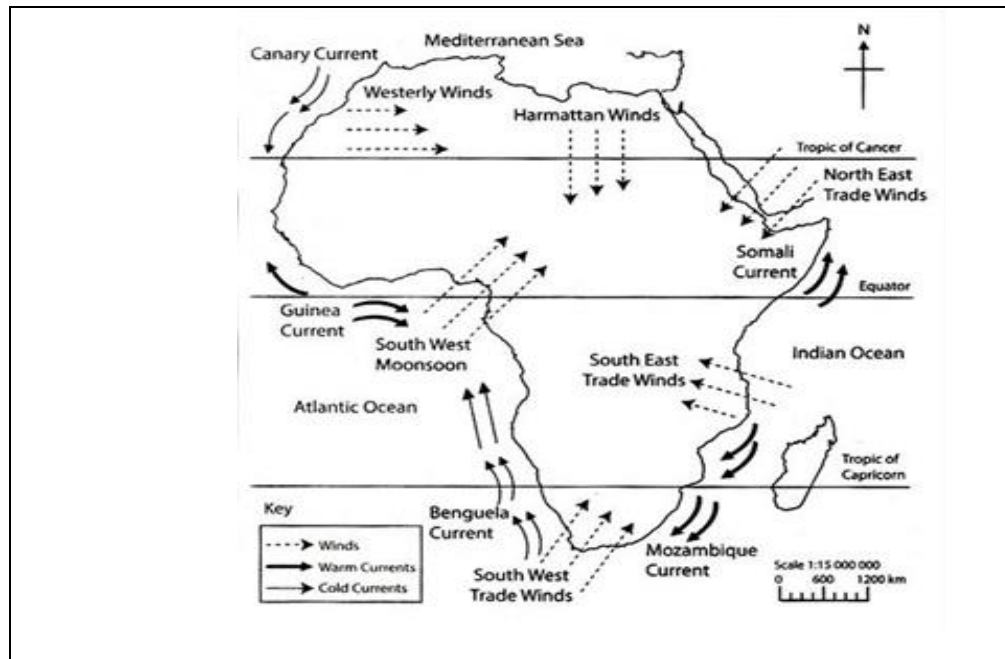 Mediterranean Sea
Canary Current
N
Westerly Winds
Harmattan Winds
Tropic of Cancer
North East
Trade Winds
Somali
Current
Equator
Guinea
Current
South West
Moonsoon
South East
Trade Winds
Indian Ocean
Atlantic Ocean
Tropic of
Capricorn
Key
Winds
Warm Currents
Cold Currents
Benguela
Current
South West
Trade Winds
Mozambique
Current
Scale 1:15 000 000
0 600 1200 km